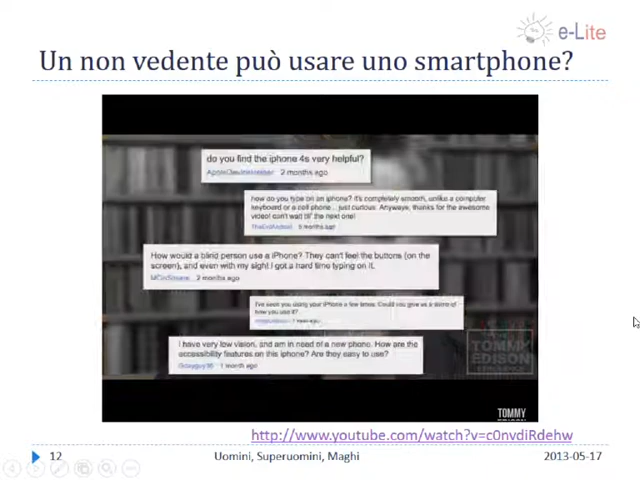 e-Lite
Un non vedente può usare uno smartphone?
do you find the iphone 4s very helpful?
2 months ago
how do you type on an iphone? it's completely smooth, unlike a computer
keyboard or a cell phone... just curious. Anyways, thanks for the awesome
video! can't wait till' the next one!
months ago
How would a blind person use a iPhone? They can't feel the buttons (on the
screen), and even with my sight I got a hard time typing on it.
2 months ago
I've seen you using your iPhone a few times. Could you give us a demo of
how you use it?
I have very low vision, and am in need of a new phone. How are the
accessibility features on this iphone? Are they easy to use?
1 month ago
TOMMY
EDISON
TOMMY
http://www.youtube.com/watch?v=c0nvdiRdehw
12
Uomini, Superuomini, Maghi
2013-05-17